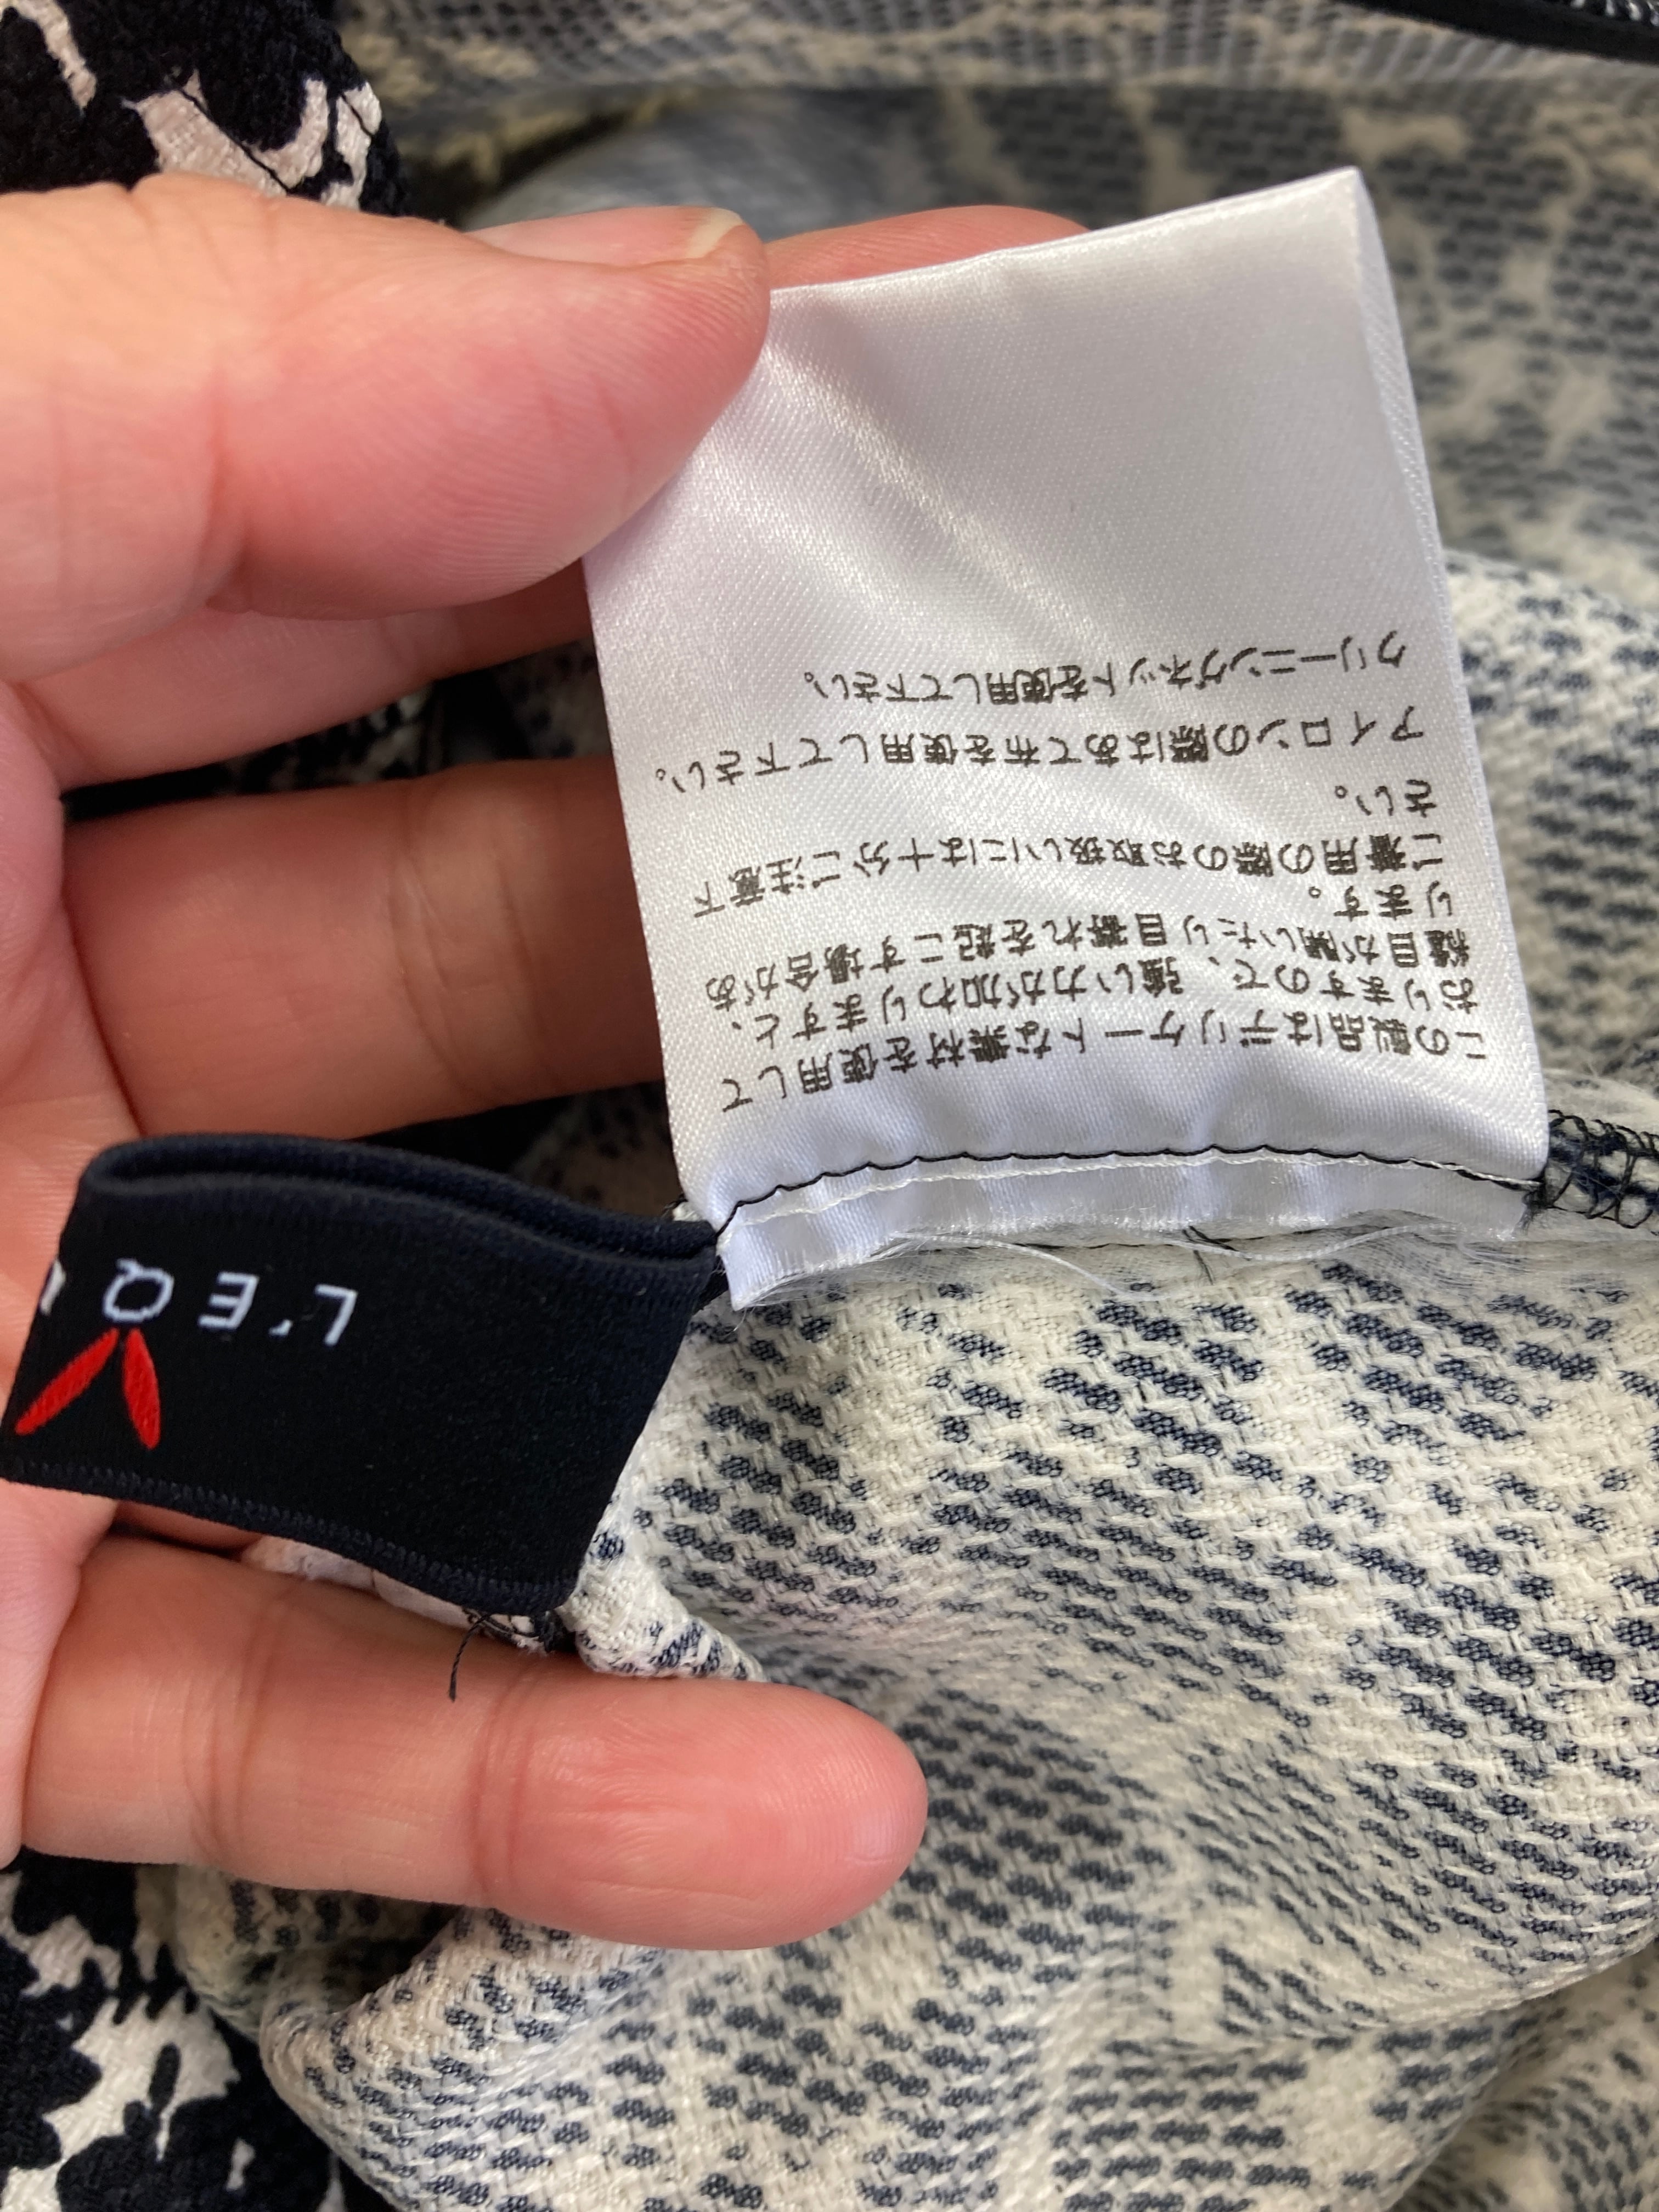 この製品はデリケートな素材を使用して
おりますので、強い力が加わりますと、
縫目が開いたり目寄れを起こす場合があ
ります。
ご着用の際のお取扱いには十分ご注意下
さい。
アイロンの際はあて布を使用して下さい。
クリーニングネットを使用して下さい。
L'EQ